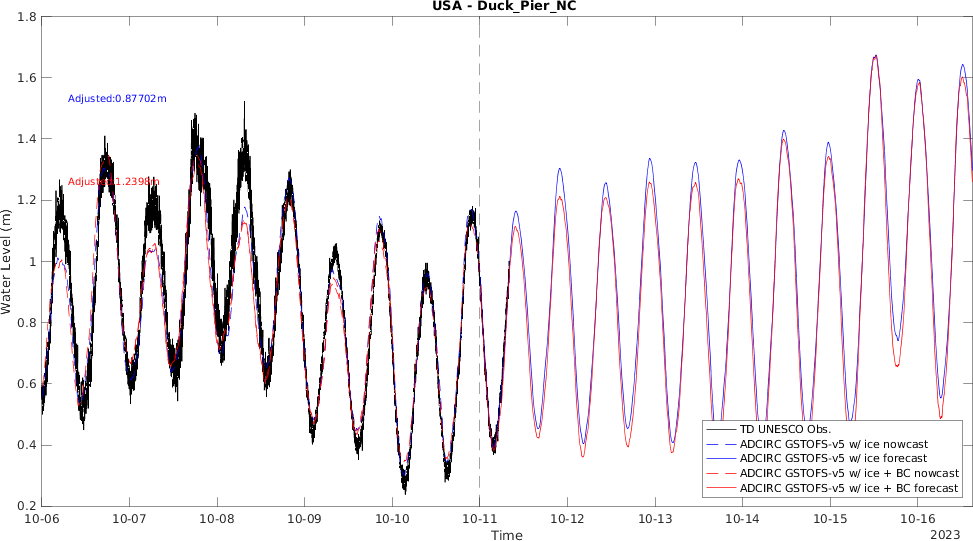 USA - Duck_Pier_NC
1.8
1.6
1.4
1.2
1
0.8
0.6
0.4
0.2
Water Level (m)
10-06 10-07 10-08 10-09 10-10 10-11 10-12 10-13 10-14 10-15 10-16
Time
2023
Adjusted:0.87702m
Adjusted:1.2398m
TD UNESCO Obs.
ADCIRC GSTOFS-v5 w/ ice nowcast
ADCIRC GSTOFS-v5 w/ ice forecast
ADCIRC GSTOFS-v5 w/ ice + BC nowcast
ADCIRC GSTOFS-v5 w/ ice + BC forecast